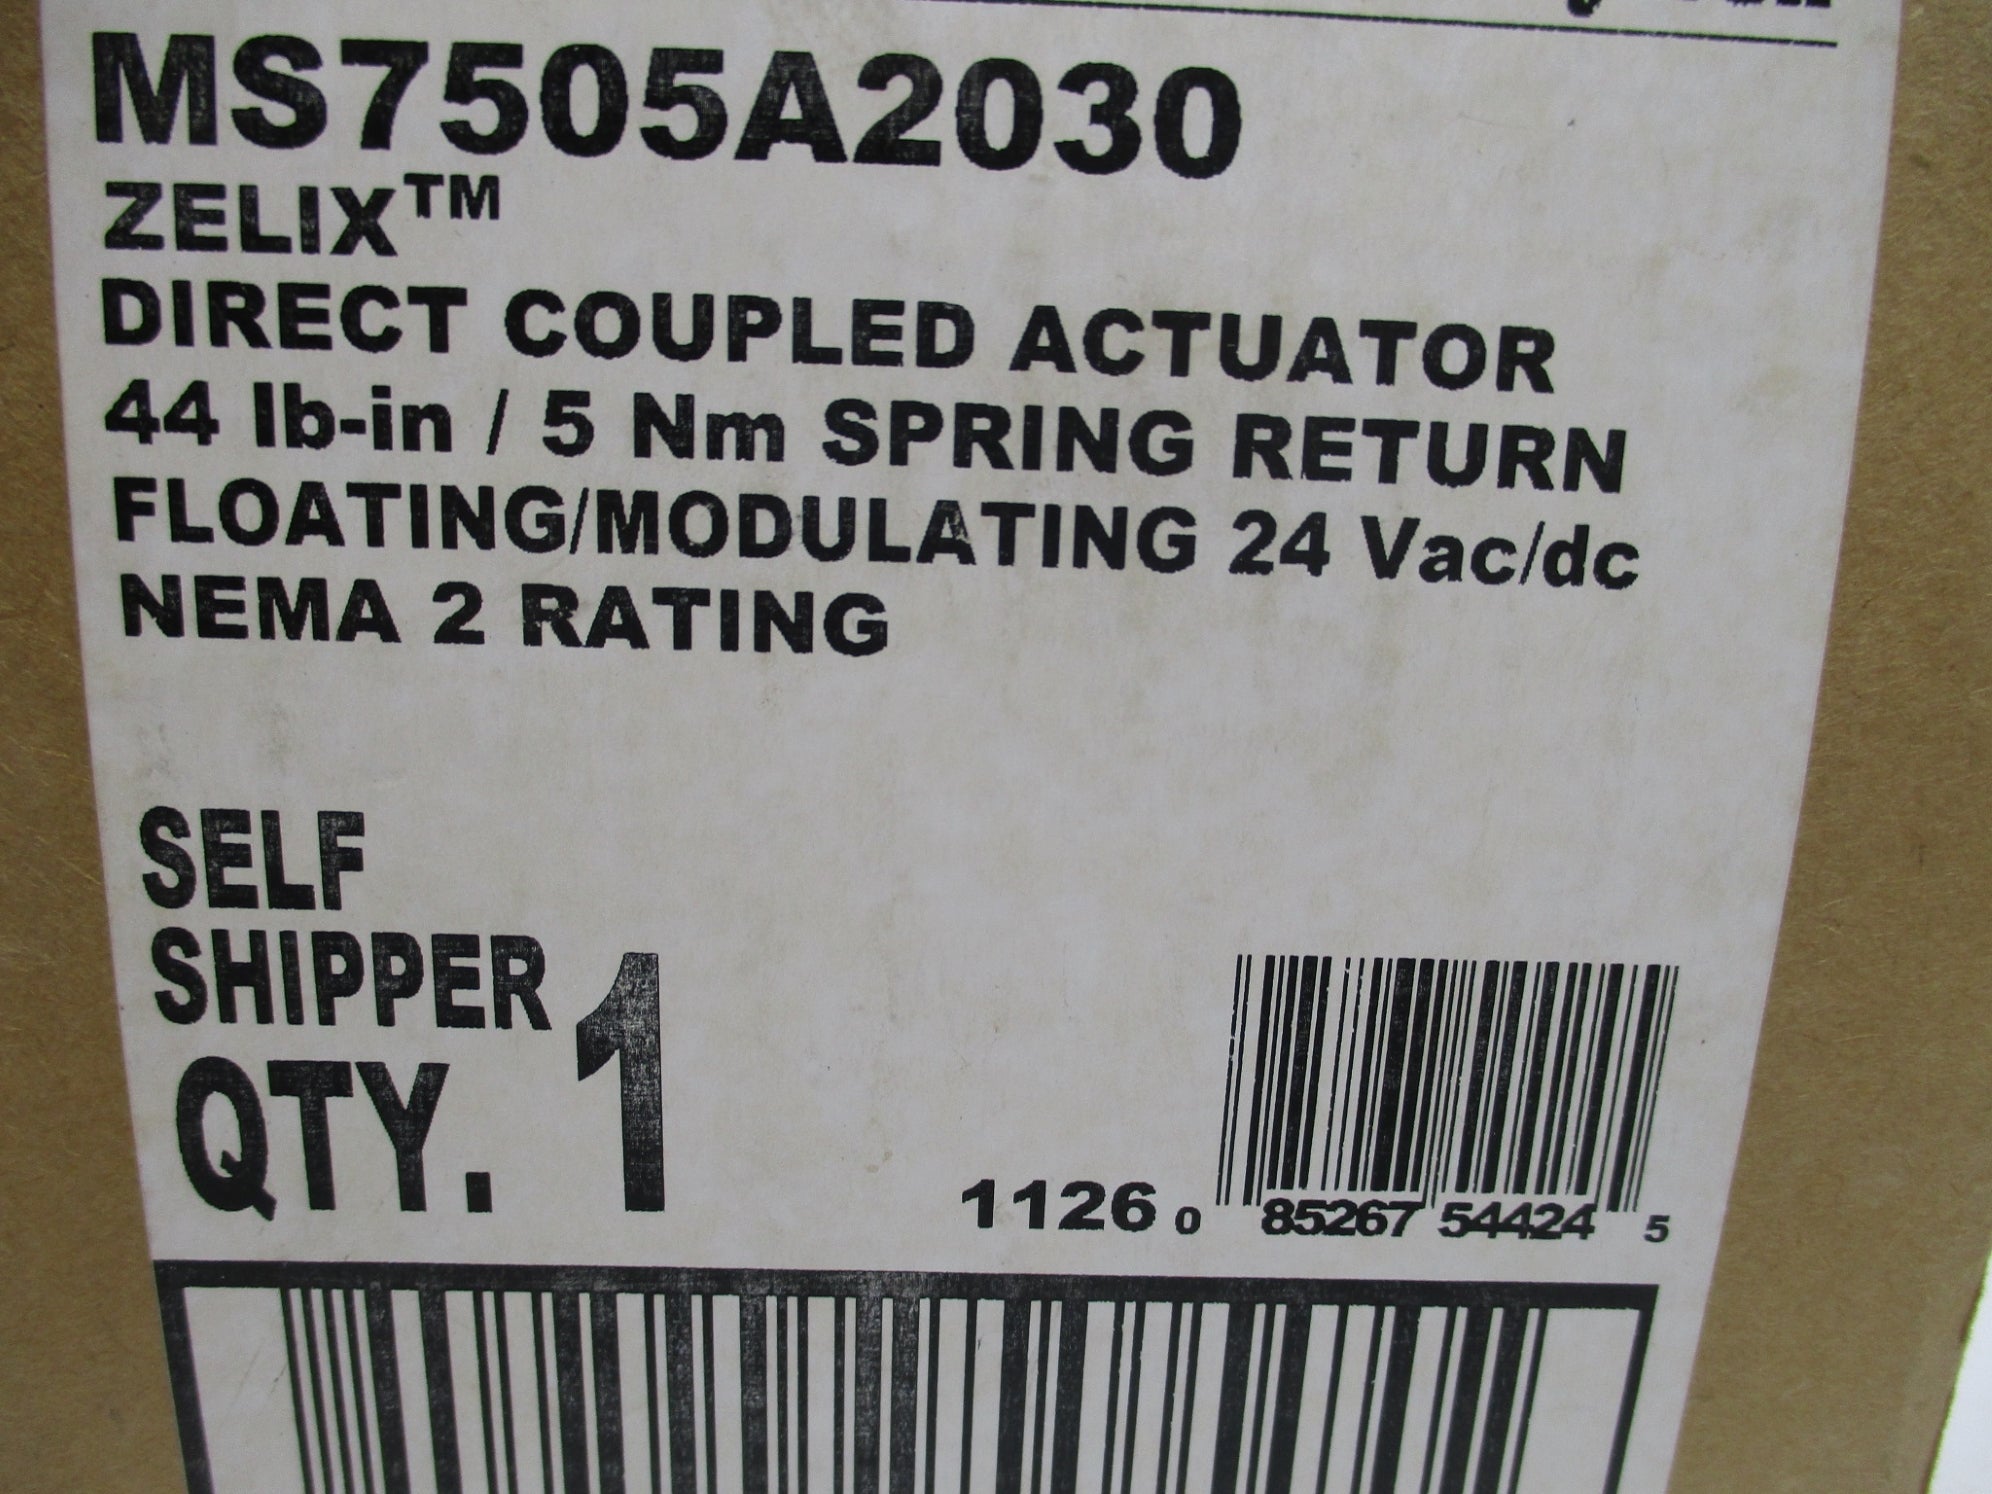 MS7505A2030
ZELIX™
DIRECT COUPLED ACTUATOR
44 lb-in / 5 Nm SPRING RETURN
FLOATING/MODULATING 24 Vac/dc
NEMA 2 RATING
SELF
SHIPPER
QTY. 1
1126
0 85267 54424 5